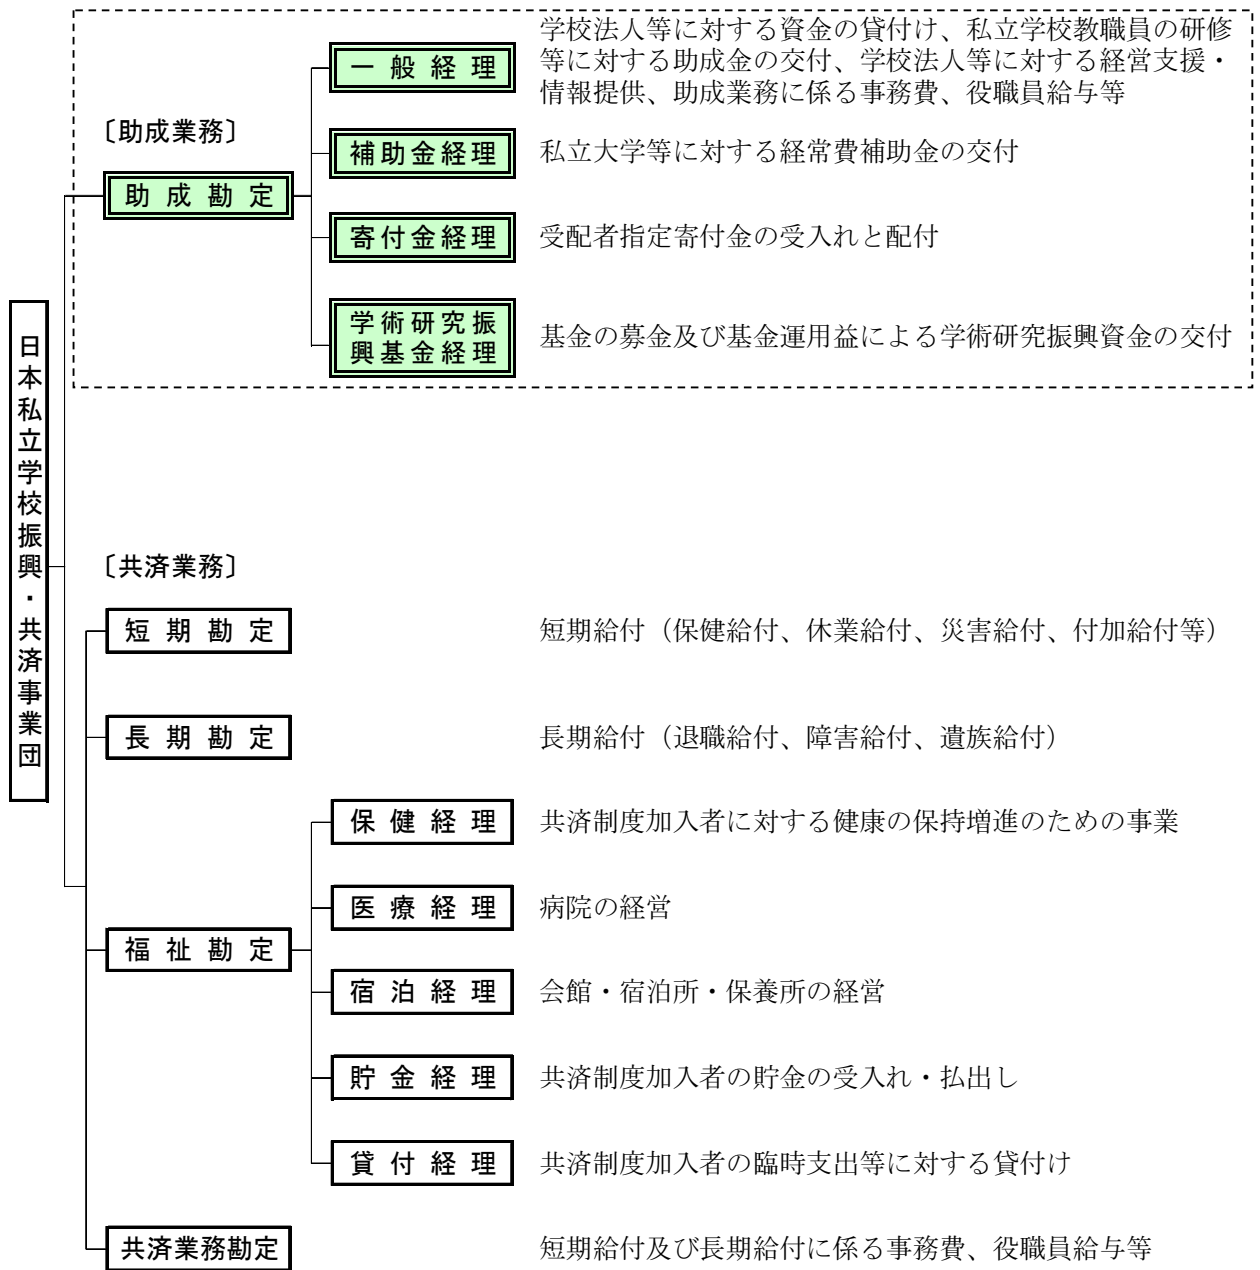 日本私立学校振興・共済事業団
〔助成業務〕
助成勘定
一般経理
学校法人等に対する資金の貸付け、私立学校教職員の研修
等に対する助成金の交付、学校法人等に対する経営支援・
情報提供、助成業務に係る事務費、役職員給与等
補助金経理
私立大学等に対する経常費補助金の交付
寄付金経理
受配者指定寄付金の受入れと配付
学術研究振
興基金経理
基金の募金及び基金運用益による学術研究振興資金の交付
〔共済業務〕
短期勘定
短期給付（保健給付、休業給付、災害給付、付加給付等）
長期勘定
長期給付（退職給付、障害給付、遺族給付）
福祉勘定
保健経理
共済制度加入者に対する健康の保持増進のための事業
医療経理
病院の経営
宿泊経理
会館・宿泊所・保養所の経営
貯金経理
共済制度加入者の貯金の受入れ・払出し
貸付経理
共済制度加入者の臨時支出等に対する貸付け
共済業務勘定
短期給付及び長期給付に係る事務費、役職員給与等